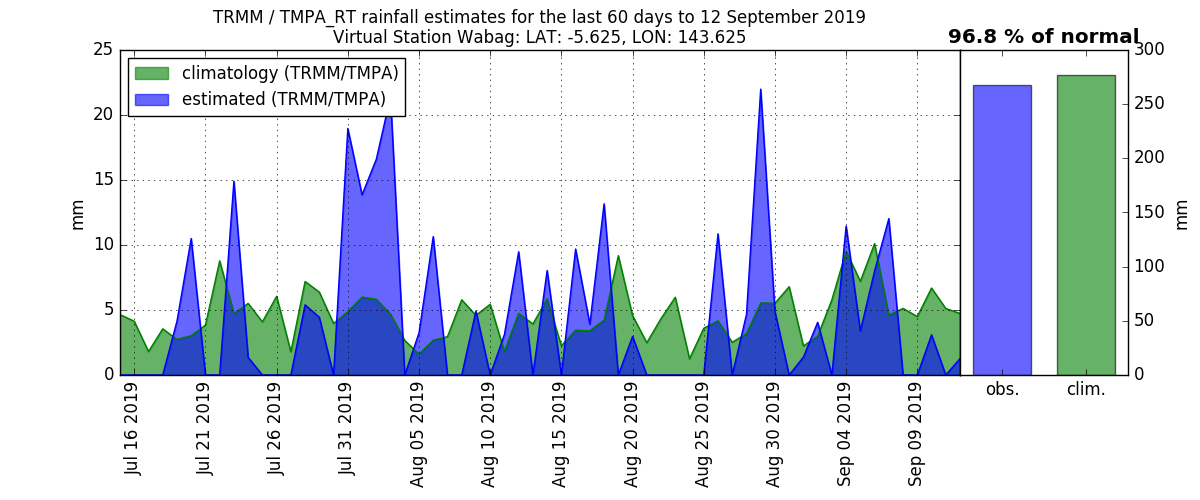 TRMM / TMPA_RT rainfall estimates for the last 60 days to 12 September 2019
Virtual Station Wabag: LAT: -5.625, LON: 143.625
96.8 % of normal
climatology (TRMM/TMPA)
estimated (TRMM/TMPA)
25
20
15
10
5
0
mm
Jul 16 2019
Jul 21 2019
Jul 26 2019
Jul 31 2019
Aug 05 2019
Aug 10 2019
Aug 15 2019
Aug 20 2019
Aug 25 2019
Aug 30 2019
Sep 04 2019
Sep 09 2019
obs.
clim.
300
250
200
150
100
50
0
mm